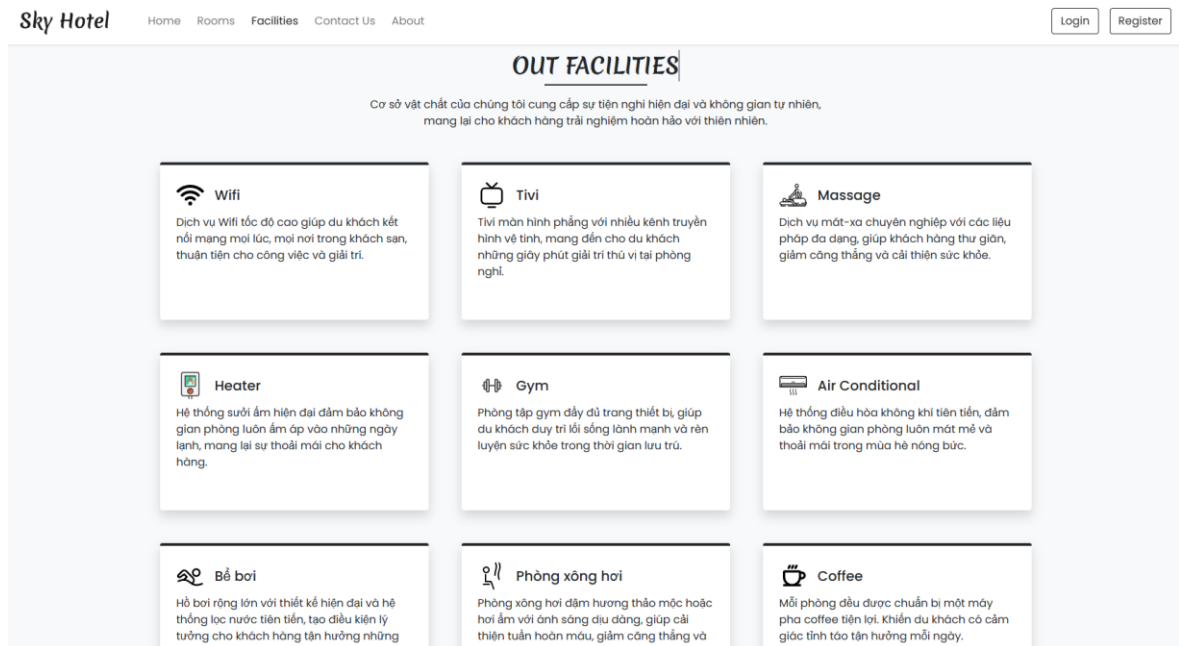 Sky Hotel
Home Rooms Facilities Contact Us About
Login Register
OUT FACILITIES
Cơ sở vật chất của chúng tôi cung cấp sự tiện nghi hiện đại và không gian tự nhiên,
mang lại cho khách hàng trải nghiệm hoàn hảo với thiên nhiên.
Wifi
Dịch vụ Wifi tốc độ cao giúp du khách kết
nối mạng mọi lúc, mọi nơi trong khách sạn,
thuận tiện cho công việc và giải trí.
Tivi
Tivi màn hình phẳng với nhiều kênh truyền
hình vệ tinh, mang đến cho du khách
những giây phút giải trí thú vị tại phòng
nghỉ.
Massage
Dịch vụ mát-xa chuyên nghiệp với các liệu
pháp đa dạng, giúp khách hàng thư giãn,
giảm căng thẳng và cải thiện sức khỏe.
Heater
Hệ thống sưởi ấm hiện đại đảm bảo không
gian phòng luôn ấm áp vào những ngày
lạnh, mang lại sự thoải mái cho khách
hàng.
Gym
Phòng tập gym đầy đủ trang thiết bị, giúp
du khách duy trì lối sống lành mạnh và rèn
luyện sức khỏe trong thời gian lưu trú.
Air Conditional
Hệ thống điều hòa không khí tiên tiến, đảm
bảo không gian phòng luôn mát mẻ và
thoải mái trong mùa hè nóng bức.
Bể bơi
Hồ bơi rộng lớn với thiết kế hiện đại và hệ
thống lọc nước tiên tiến, tạo điều kiện lý
tưởng cho khách hàng tận hưởng những
Phòng xông hơi
Phòng xông hơi đậm hương thảo mộc hoặc
hơi ẩm với ánh sáng dịu dàng, giúp cải
thiện tuần hoàn máu, giảm căng thẳng và
Coffee
Mỗi phòng đều được chuẩn bị một máy
pha coffee tiện lợi. Khiến du khách có cảm
giác tỉnh táo tận hưởng mỗi ngày.